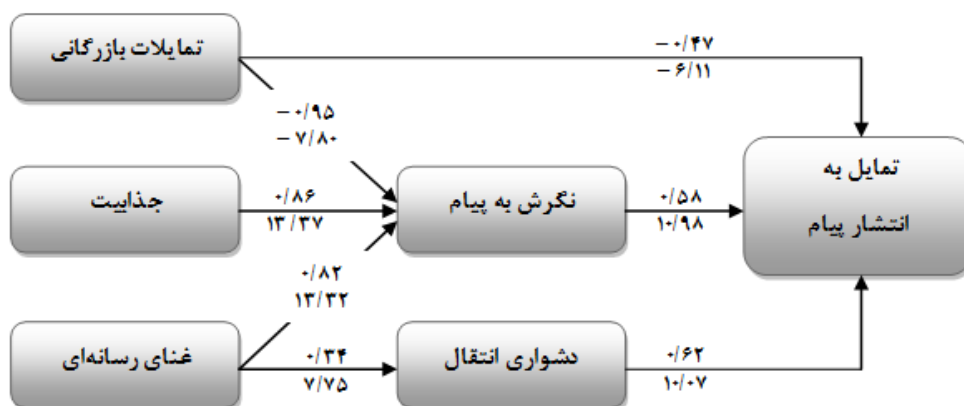 تمایلات بازرگانی
−۰/۴۷
−۶/۱۱
−۰/۹۵
−۷/۸۰
تمایل به
انتشار پیام
جذابیت
۰/۸۶
۱۳/۳۷
نگرش به پیام
۰/۵۸
۱۰/۹۸
۰/۸۲
۱۳/۳۲
غنای رسانه‌ای
۰/۳۴
۷/۷۵
دشواری انتقال
۰/۶۲
۱۰/۰۷